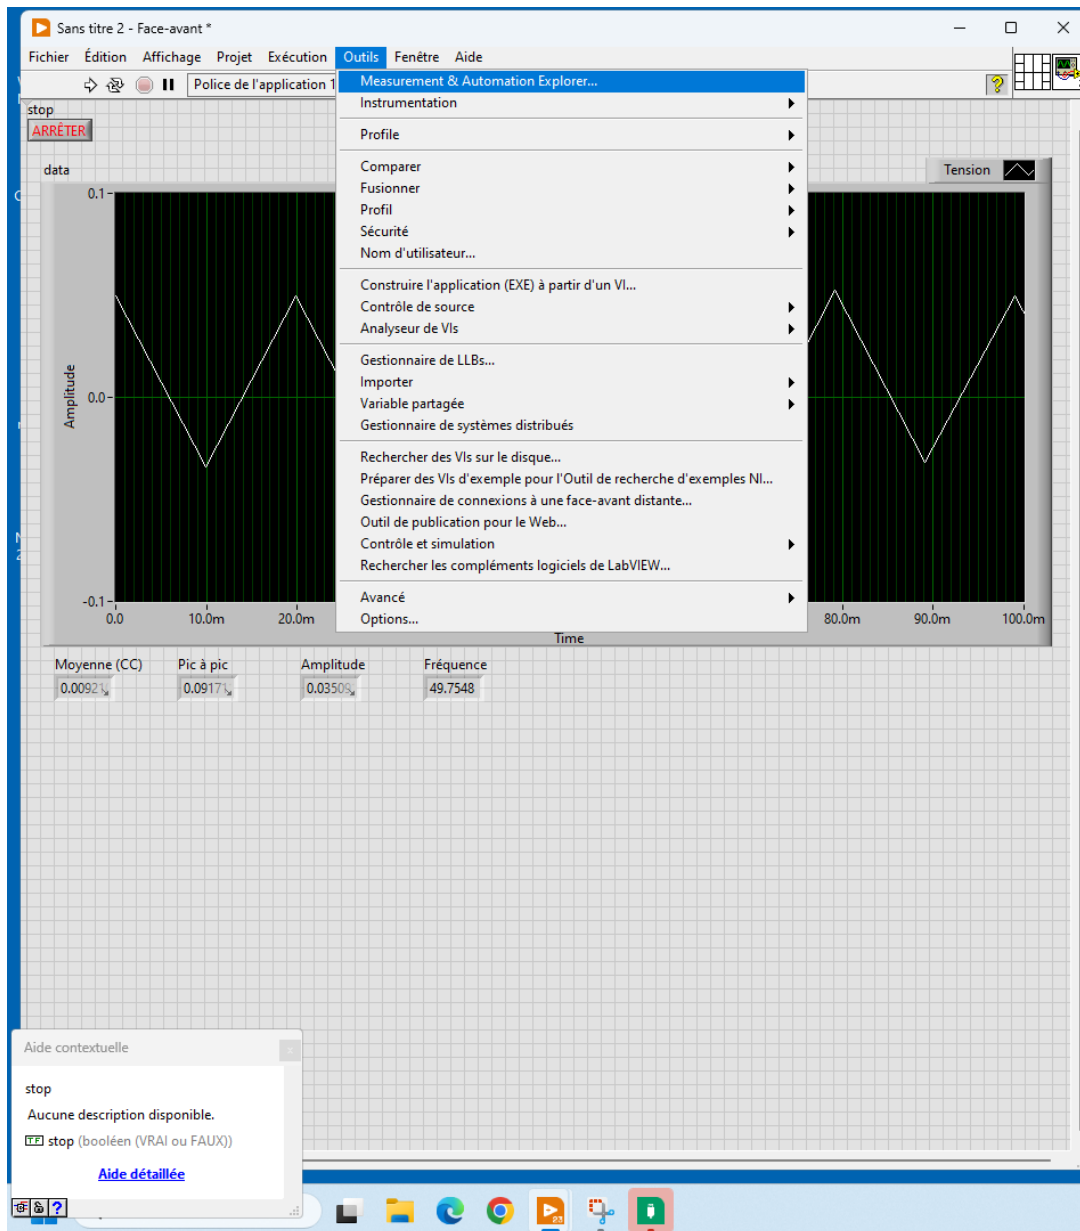 Sans titre 2 - Face-avant *
Fichier Édition Affichage Projet Exécution Outils Fenêtre Aide
Police de l'application 1
Measurement & Automation Explorer...
Instrumentation
Profile
Comparer
Fusionner
Profil
Sécurité
Nom d'utilisateur...
Construire l'application (EXE) à partir d'un VI...
Contrôle de source
Analyseur de VIs
Gestionnaire de LLBs...
Importer
Variable partagée
Gestionnaire de systèmes distribués
Rechercher des VIs sur le disque...
Préparer des VIs d'exemple pour l'Outil de recherche d'exemples NI...
Gestionnaire de connexions à une face-avant distante...
Outil de publication pour le Web...
Contrôle et simulation
Rechercher les compléments logiciels de LabVIEW...
Avancé
Options...
stop
ARRÊTER
data
Tension
Amplitude
0.1
0.0
-0.1
0.0 10.0m 20.0m 80.0m 90.0m 100.0m
Time
Moyenne (CC) Pic à pic Amplitude Fréquence
0.00921 0.09171 0.03509 49.7548
Aide contextuelle
stop
Aucune description disponible.
TF stop (booléen (VRAI ou FAUX))
Aide détaillée
?
23